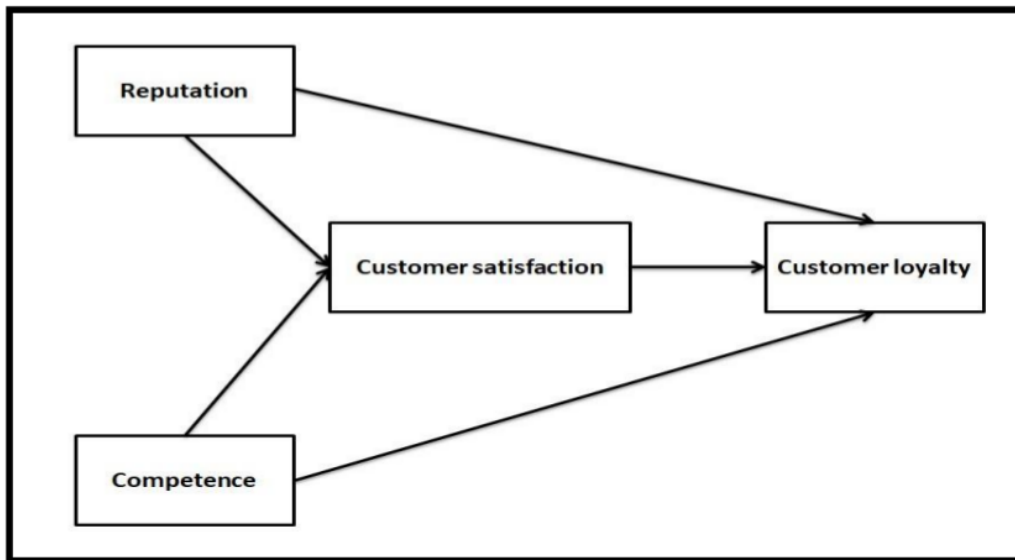 Reputation
Customer satisfaction
Customer loyalty
Competence